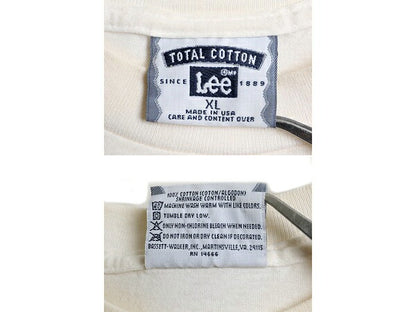 TOTAL COTTON
SINCE Lee ®MR 1889
XL
MADE IN USA
CARE AND CONTENT OVER
100% COTTON (COTON/ALGODON)
SHRINKAGE CONTROLLED
MACHINE WASH WARM WITH LIKE COLORS.
TUMBLE DRY LOW.
ONLY NON-CHLORINE BLEACH WHEN NEEDED.
DO NOT IRON OR DRY CLEAN IF DECORATED.
BASSETT-WALKER, INC., MARTINSVILLE, VA. 24115
RN 14666